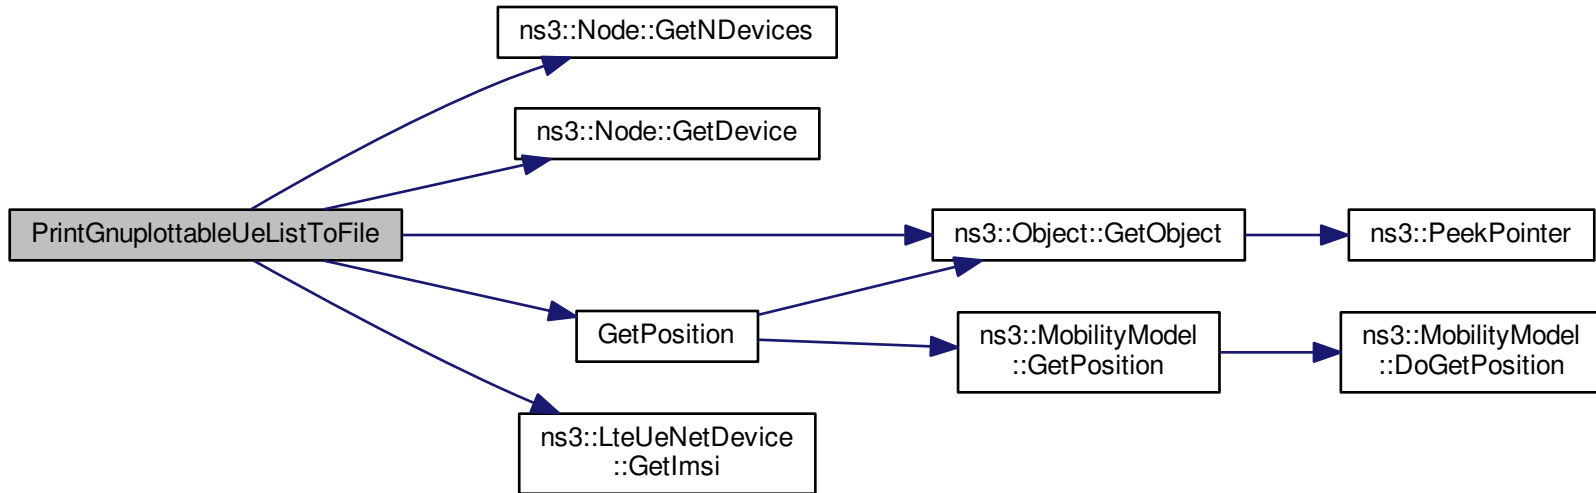 ns3::Node::GetNDevices
ns3::Node::GetDevice
PrintGnuplottableUeListToFile
ns3::Object::GetObject
ns3::PeekPointer
GetPosition
ns3::MobilityModel
::GetPosition
ns3::MobilityModel
::DoGetPosition
ns3::LteUeNetDevice
::GetImsi